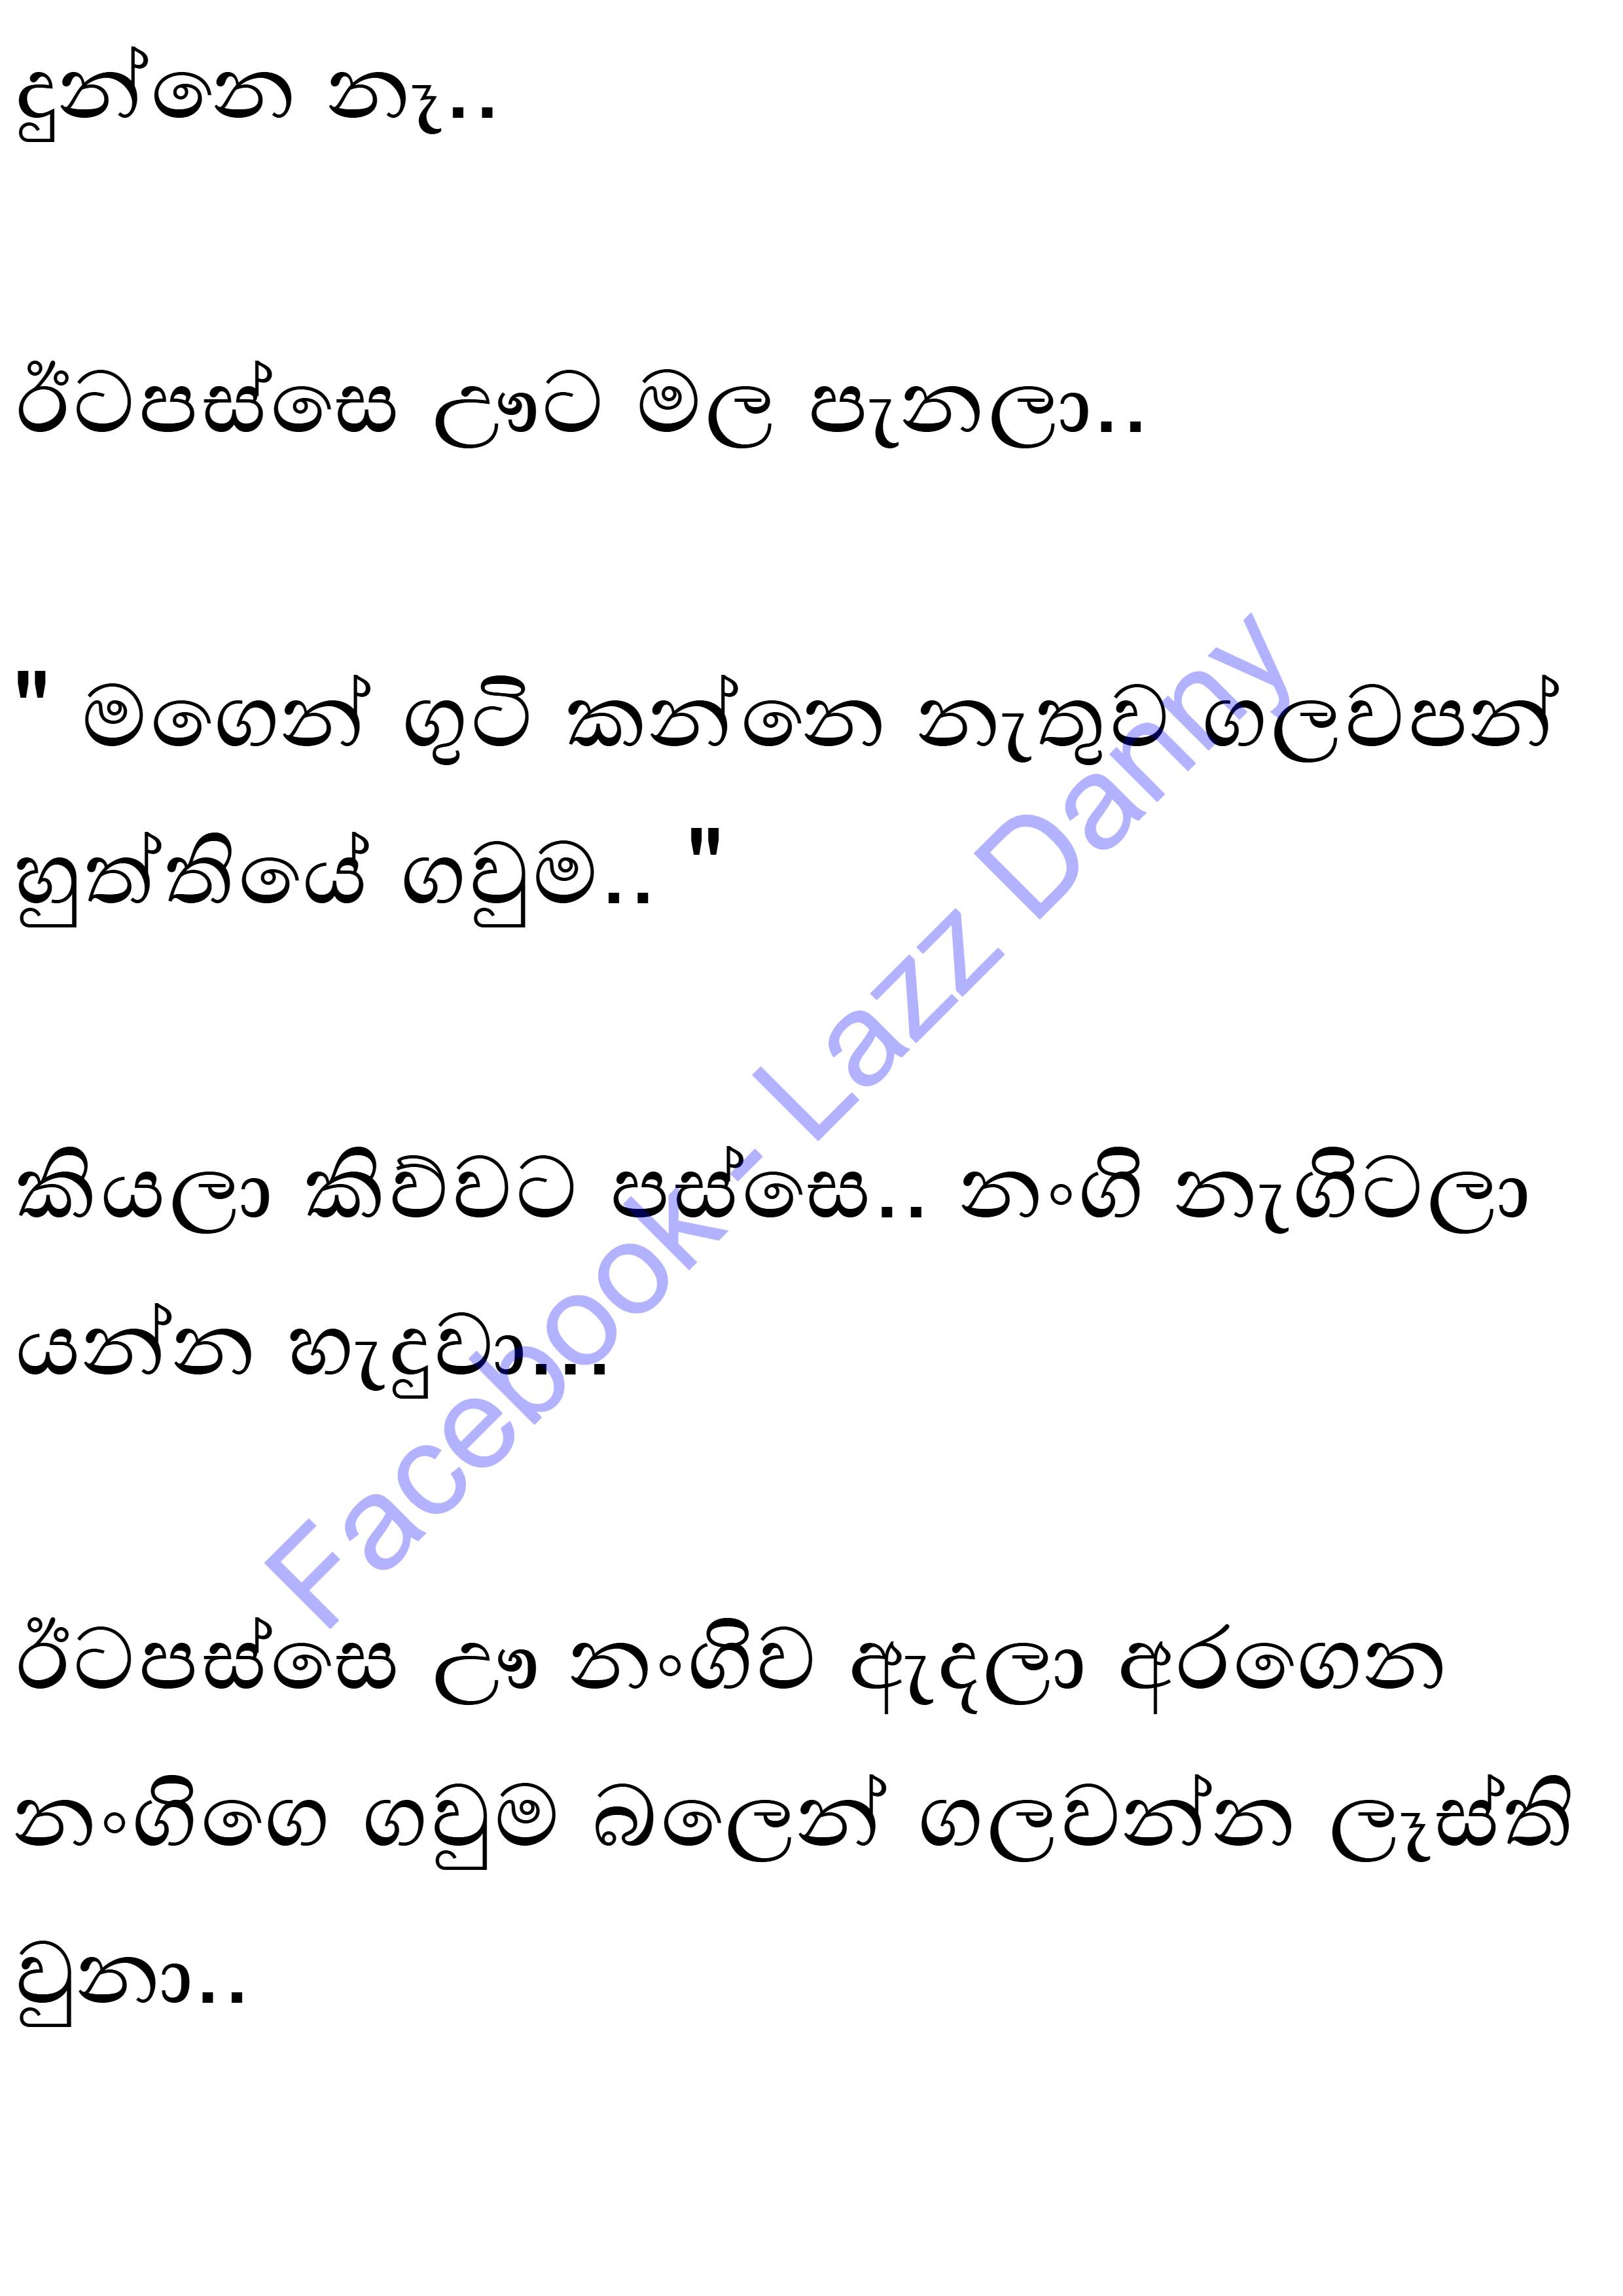 දුන්නෙ නෑ..
ඊටපස්සෙ ඌට මල පැනලා..
" මගෙන් ගුටි කන්නෙ නැතුව ගලවපන්
හුත්තියේ ගවුම.. "
කියලා කිව්වට පස්සෙ.. නංගි නැගිටලා
යන්න හැදුවා...
ඊටපස්සෙ ඌ නංගිව ඇදලා අරගෙන
නංගිගෙ ගවුම බලෙන් ගලවන්න ලෑස්ති
වුනා..
Facebook - Lazz Danny